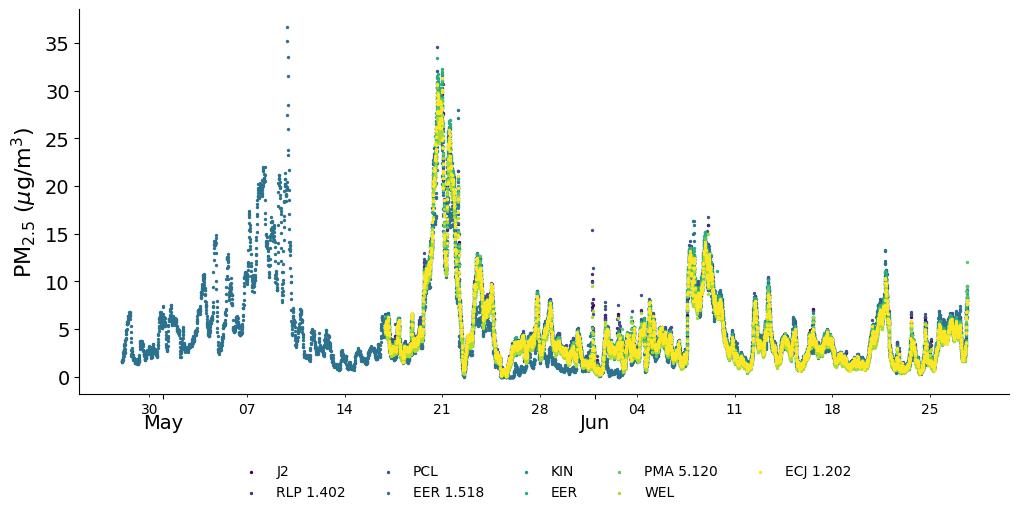 PM2.5 (μg/m3)
35
30
25
20
15
10
5
0
30 07 14 21 28 04 11 18 25
May Jun
J2 PCL KIN PMA 5.120 ECJ 1.202
RLP 1.402 EER 1.518 EER WEL